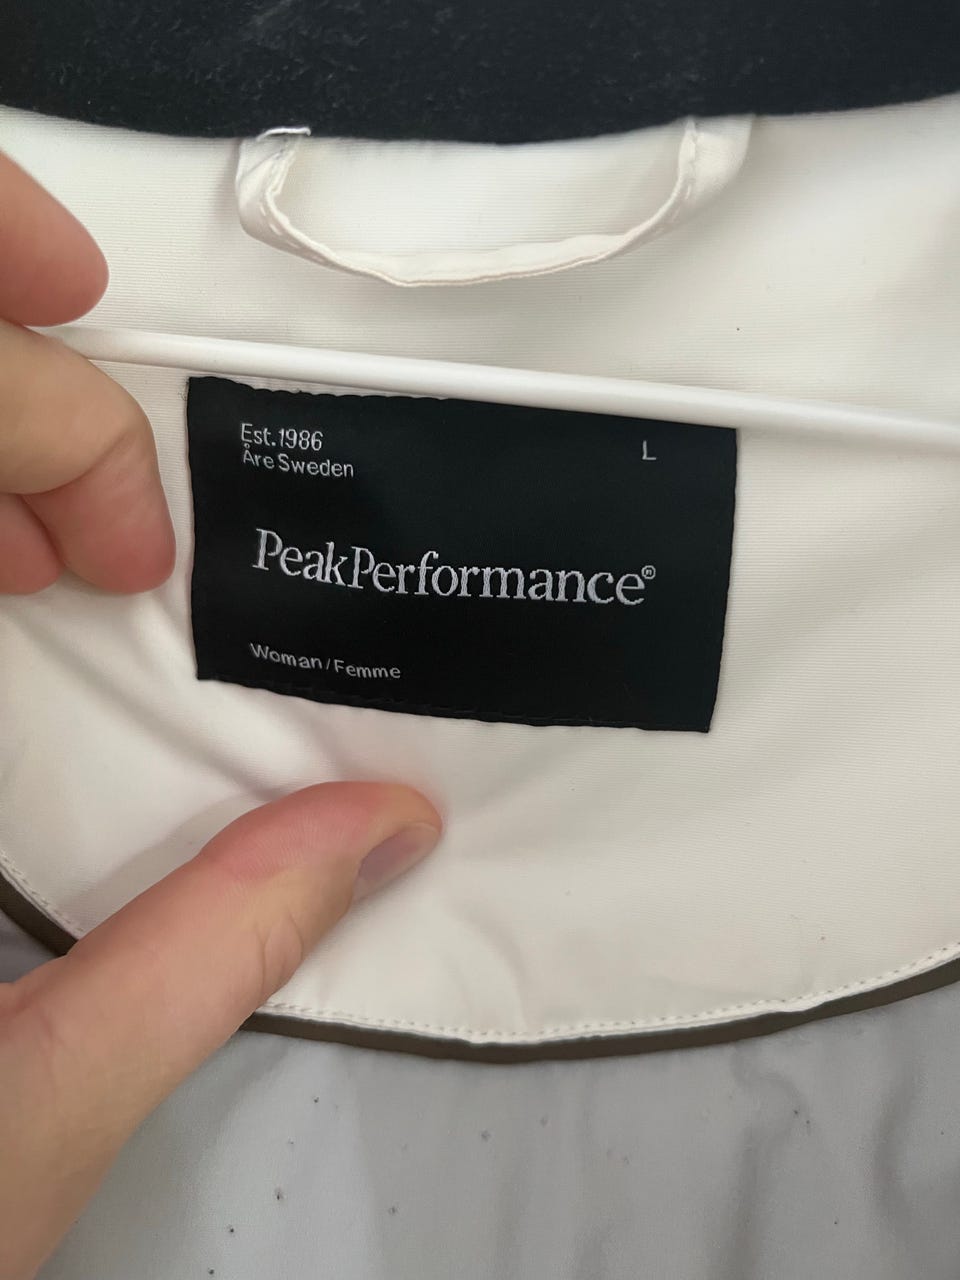 Est.1986
Åre Sweden
L
PeakPerformance®
Woman/Femme